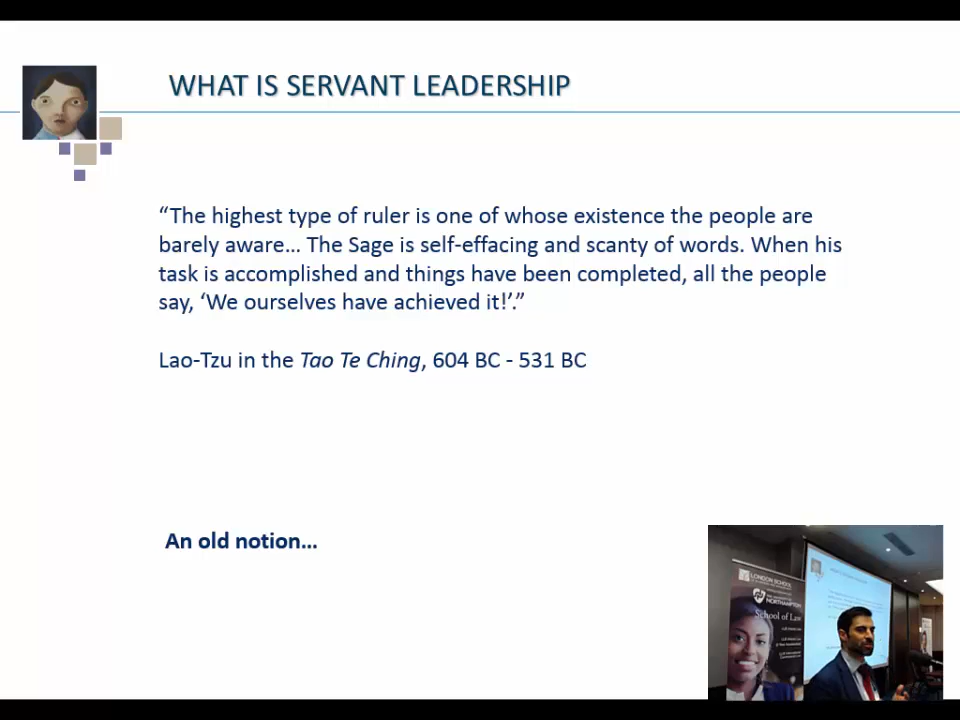 WHAT IS SERVANT LEADERSHIP
“The highest type of ruler is one of whose existence the people are
barely aware... The Sage is self-effacing and scanty of words. When his
task is accomplished and things have been completed, all the people
say, ‘We ourselves have achieved it!’.”
Lao-Tzu in the Tao Te Ching, 604 BC - 531 BC
An old notion...
LONDON SCHOOL
NORTHAMPTON
School of Law